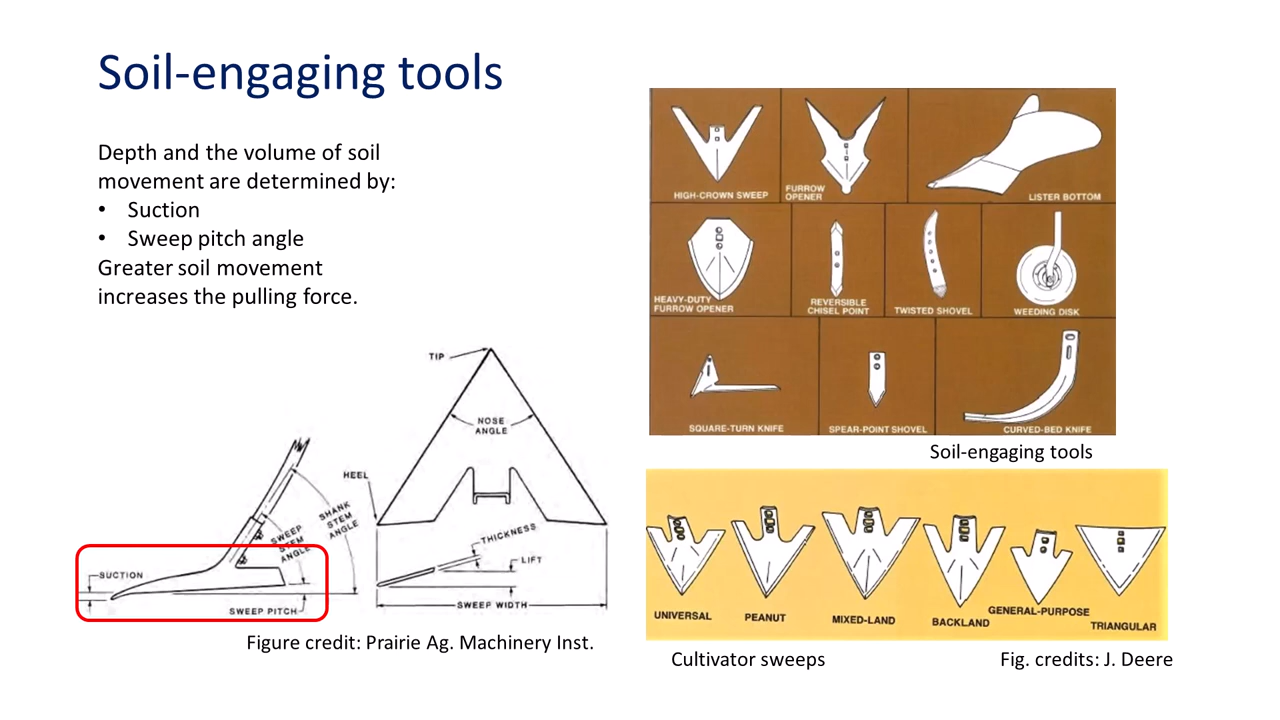 Soil-engaging tools
Depth and the volume of soil
movement are determined by:
• Suction
• Sweep pitch angle
Greater soil movement
increases the pulling force.
TIP
NOSE
ANGLE
HEEL
SHANK
STEM
ANGLE
SWEEP
STEM
ANGLE
THICKNESS
LIFT
SUCTION
SWEEP PITCH
SWEEP WIDTH
Figure credit: Prairie Ag. Machinery Inst.
HIGH-CROWN SWEEP
FURROW
OPENER
LISTER BOTTOM
HEAVY-DUTY
FURROW OPENER
REVERSIBLE
CHISEL POINT
TWISTED SHOVEL
WEEDING DISK
SQUARE-TURN KNIFE
SPEAR-POINT SHOVEL
CURVED-BED KNIFE
Soil-engaging tools
UNIVERSAL
PEANUT
MIXED-LAND
BACKLAND
GENERAL-PURPOSE
TRIANGULAR
Cultivator sweeps
Fig. credits: J. Deere